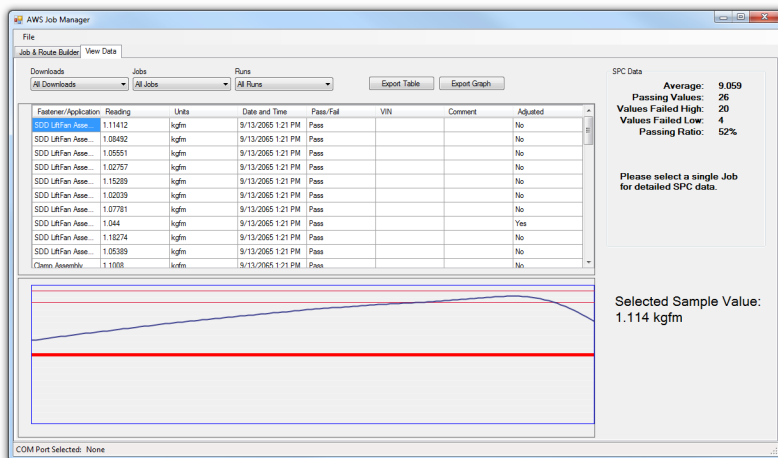 AWS Job Manager
File
Job & Route Builder View Data
Downloads Jobs Runs
All Downloads All Jobs All Runs Export Table Export Graph
Fastener/Application Reading Units Date and Time Pass/Fail VIN Comment Adjusted
SDD LiftFan Asse... 1.11412 kgfm 9/13/2065 1:21 PM Pass No
SDD LiftFan Asse... 1.08492 kgfm 9/13/2065 1:21 PM Pass No
SDD LiftFan Asse... 1.05551 kgfm 9/13/2065 1:21 PM Pass No
SDD LiftFan Asse... 1.02757 kgfm 9/13/2065 1:21 PM Pass No
SDD LiftFan Asse... 1.15289 kgfm 9/13/2065 1:21 PM Pass No
SDD LiftFan Asse... 1.02039 kgfm 9/13/2065 1:21 PM Pass No
SDD LiftFan Asse... 1.07781 kgfm 9/13/2065 1:21 PM Pass No
SDD LiftFan Asse... 1.044 kgfm 9/13/2065 1:21 PM Pass Yes
SDD LiftFan Asse... 1.18274 kgfm 9/13/2065 1:21 PM Pass No
SDD LiftFan Asse... 1.05389 kgfm 9/13/2065 1:21 PM Pass No
Clamp Assembly 1.1008 kgfm 9/13/2065 1:21 PM Pass No
SPC Data
Average: 9.059
Passing Values: 26
Values Failed High: 20
Values Failed Low: 4
Passing Ratio: 52%
Please select a single Job
for detailed SPC data.
Selected Sample Value:
1.114 kgfm
COM Port Selected: None